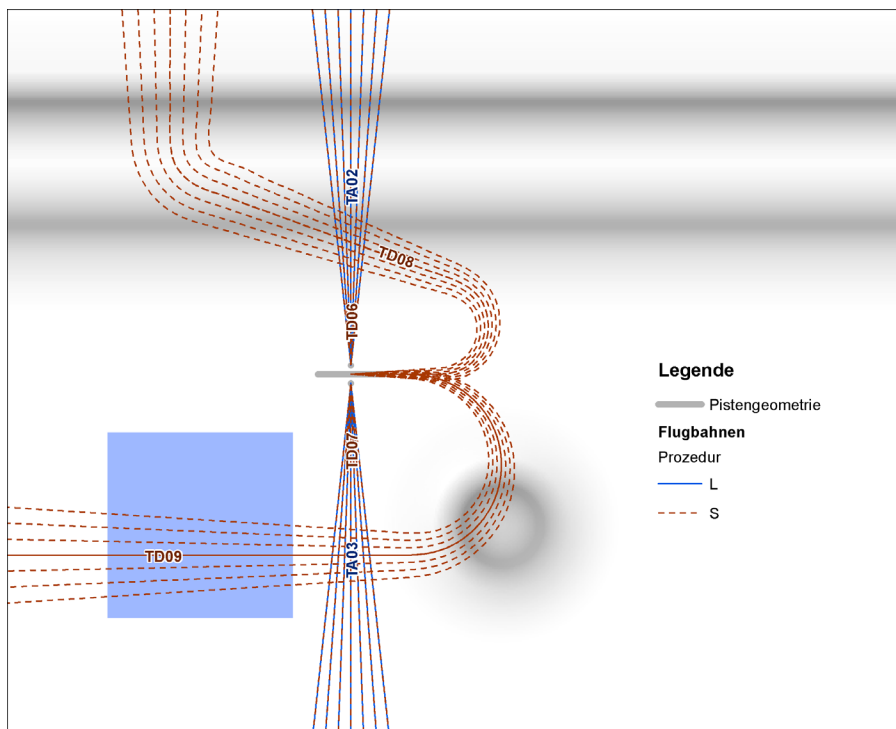 TA02
TD08
TD06
Legende
Pistengeometrie
Flugbahnen
Prozedur
L
S
TD07
TA03
TD09